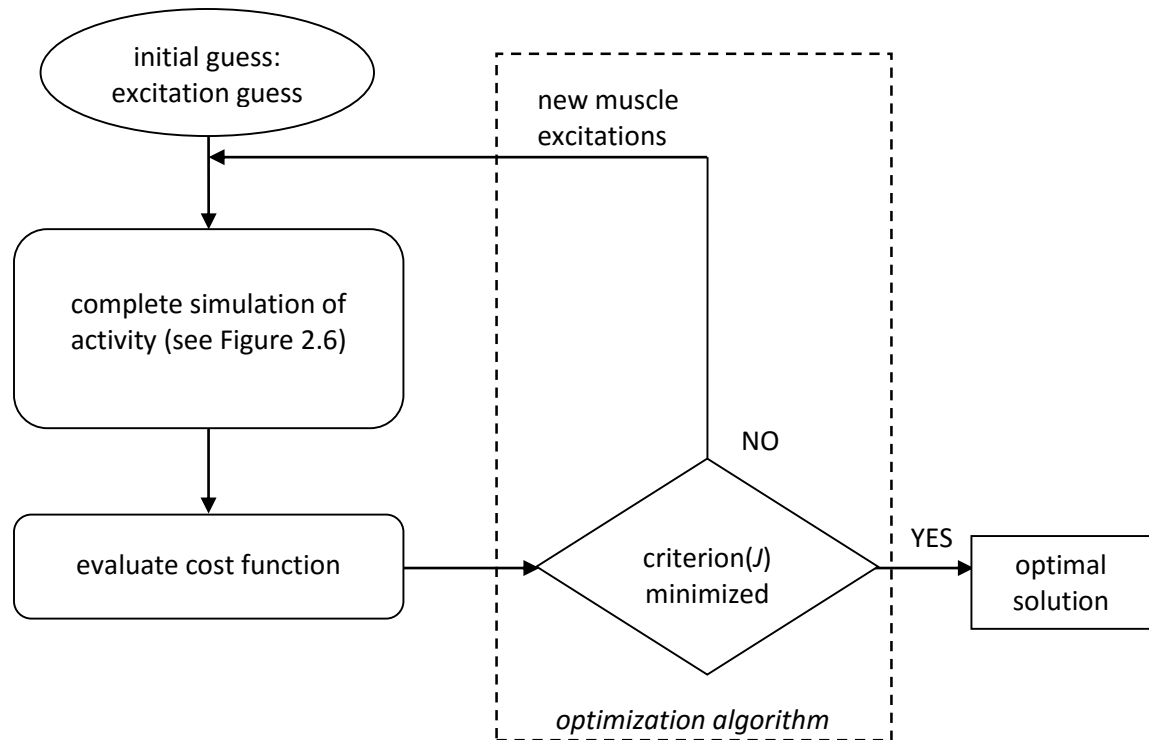 initial guess:
excitation guess
new muscle
excitations
complete simulation of
activity (see Figure 2.6)
NO
evaluate cost function
criterion(J)
minimized
YES
optimal
solution
optimization algorithm